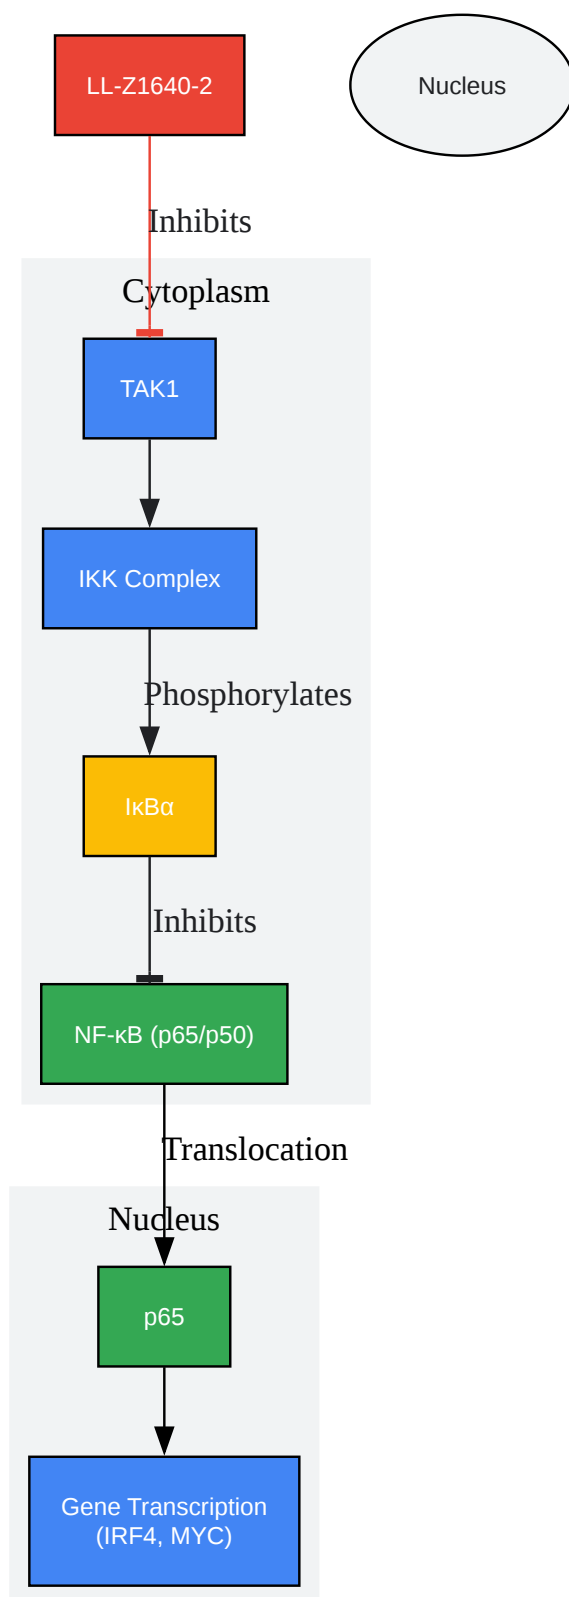 LL-Z1640-2
Nucleus
Inhibits
Cytoplasm
TAK1
IKK Complex
Phosphorylates
IκBα
Inhibits
NF-κB (p65/p50)
Translocation
Nucleus
p65
Gene Transcription
(IRF4, MYC)